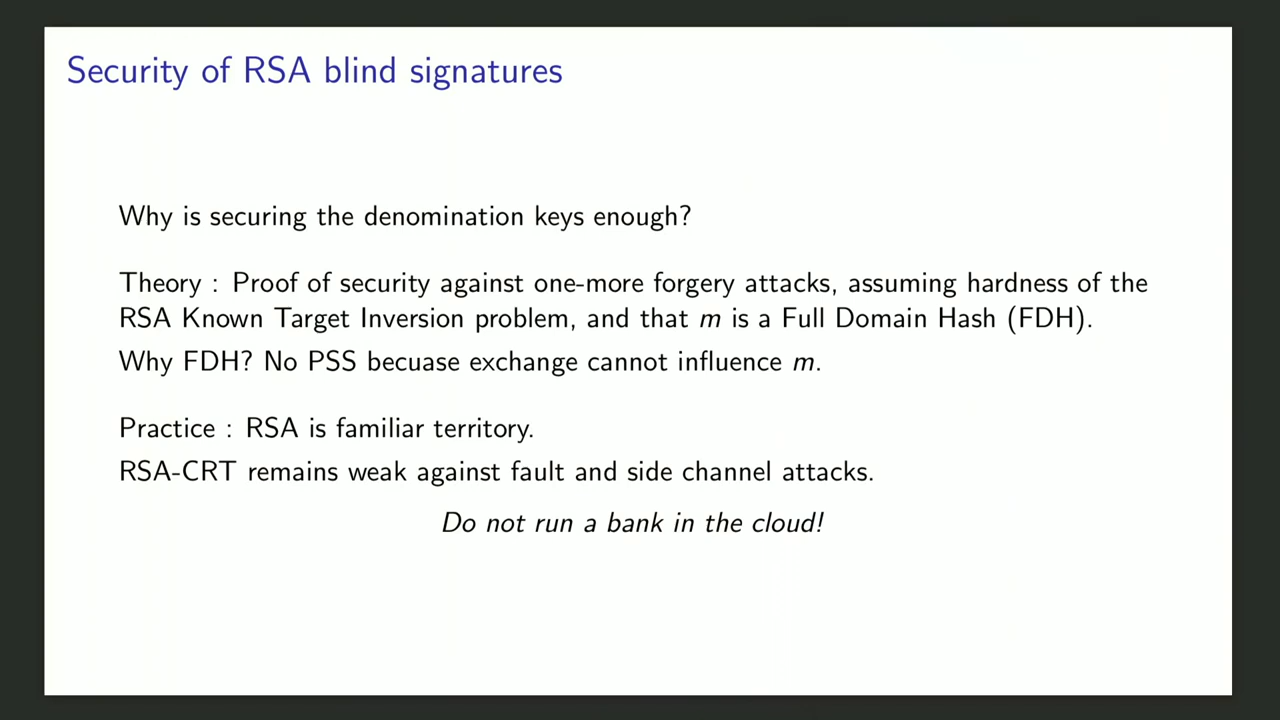 Security of RSA blind signatures
Why is securing the denomination keys enough?
Theory : Proof of security against one-more forgery attacks, assuming hardness of the
RSA Known Target Inversion problem, and that m is a Full Domain Hash (FDH).
Why FDH? No PSS becuase exchange cannot influence m.
Practice : RSA is familiar territory.
RSA-CRT remains weak against fault and side channel attacks.
Do not run a bank in the cloud!